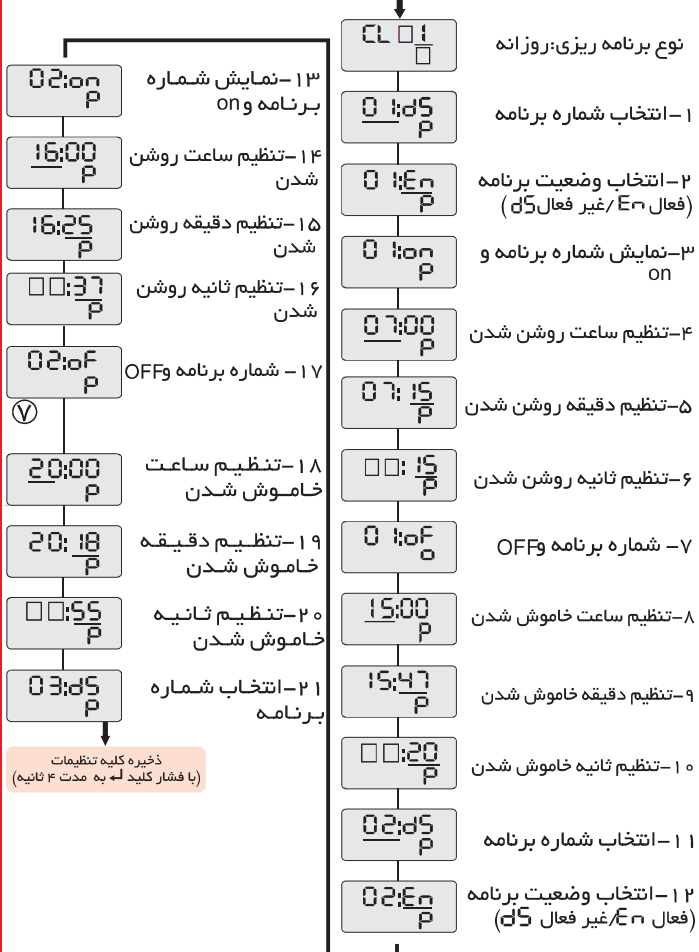 CL 01
نوع برنامه ریزی:روزانه
01:dS
P
۱-انتخاب شماره برنامه
01:En
P
۲-انتخاب وضعیت برنامه
(فعال En/غیر فعال dS)
01:on
P
۳-نمایش شماره برنامه و
on
07:00
P
۴-تنظیم ساعت روشن شدن
07:15
P
۵-تنظیم دقیقه روشن شدن
:15
P
۶-تنظیم ثانیه روشن شدن
01:oF
o
۷- شماره برنامه وOFF
15:00
P
۸-تنظیم ساعت خاموش شدن
15:47
P
۹-تنظیم دقیقه خاموش شدن
:20
P
۱۰-تنظیم ثانیه خاموش شدن
02:dS
P
۱۱-انتخاب شماره برنامه
02:En
P
۱۲-انتخاب وضعیت برنامه
(فعال En/غیر فعال dS)
02:on
P
۱۳-نمایش شماره
برنامه وon
16:00
P
۱۴-تنظیم ساعت روشن
شدن
16:25
P
۱۵-تنظیم دقیقه روشن
شدن
:37
P
۱۶-تنظیم ثانیه روشن
شدن
02:oF
P
۱۷- شماره برنامه وOFF
۷
20:00
P
۱۸-تنظیم ساعت
خاموش شدن
20:18
P
۱۹-تنظیم دقیقه
خاموش شدن
:55
P
۲۰-تنظیم ثانیه
خاموش شدن
03:dS
P
۲۱-انتخاب شماره
برنامه
ذخیره کلیه تنظیمات
(با فشار کلید ↵ به مدت ۴ ثانیه)